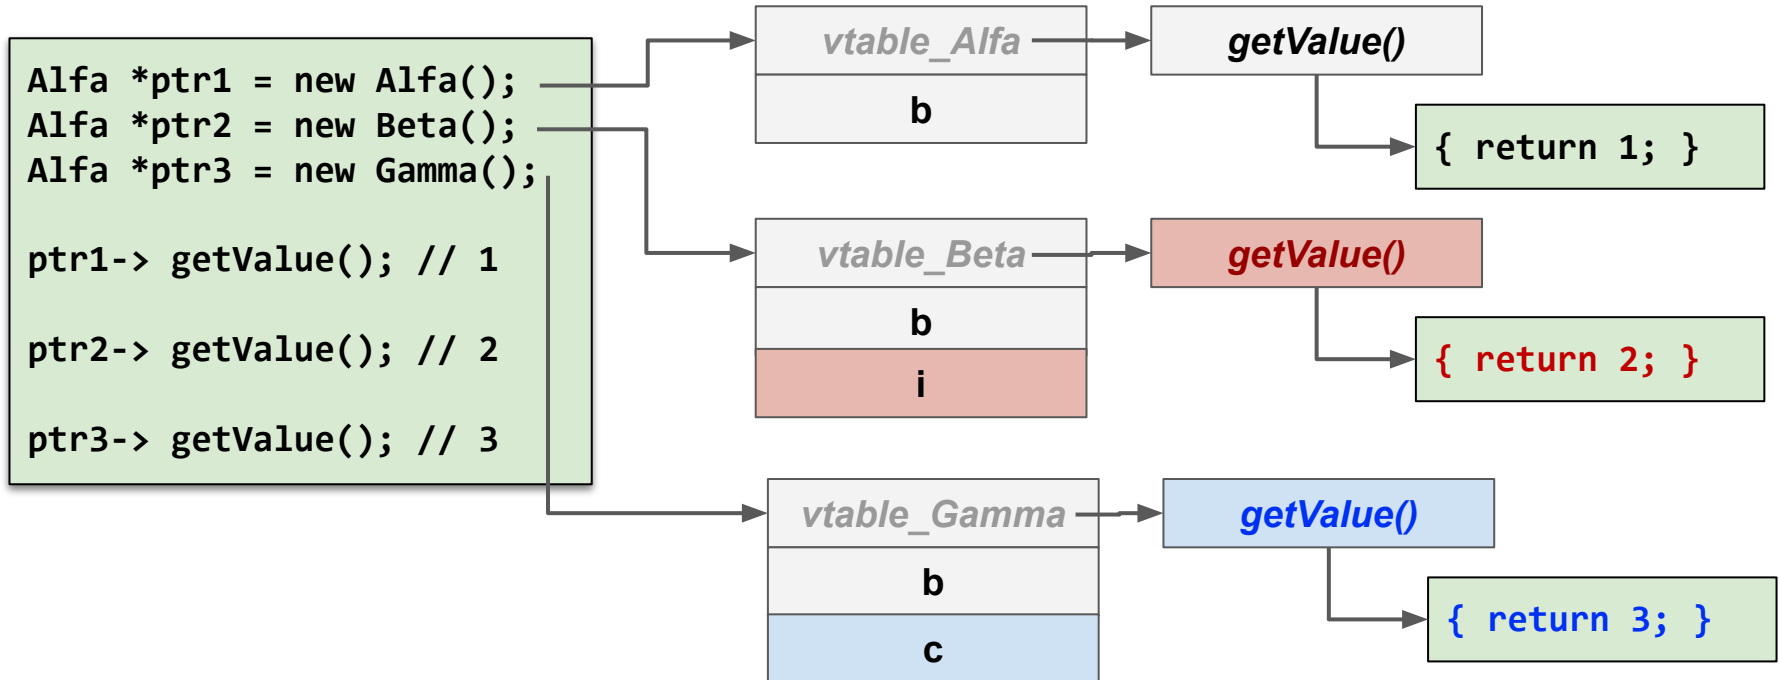 Alfa *ptr1 = new Alfa();
Alfa *ptr2 = new Beta();
Alfa *ptr3 = new Gamma();
ptr1-> getValue(); // 1
ptr2-> getValue(); // 2
ptr3-> getValue(); // 3
vtable_Alfa
b
getValue()
{ return 1; }
vtable_Beta
b
i
getValue()
{ return 2; }
vtable_Gamma
b
c
getValue()
{ return 3; }